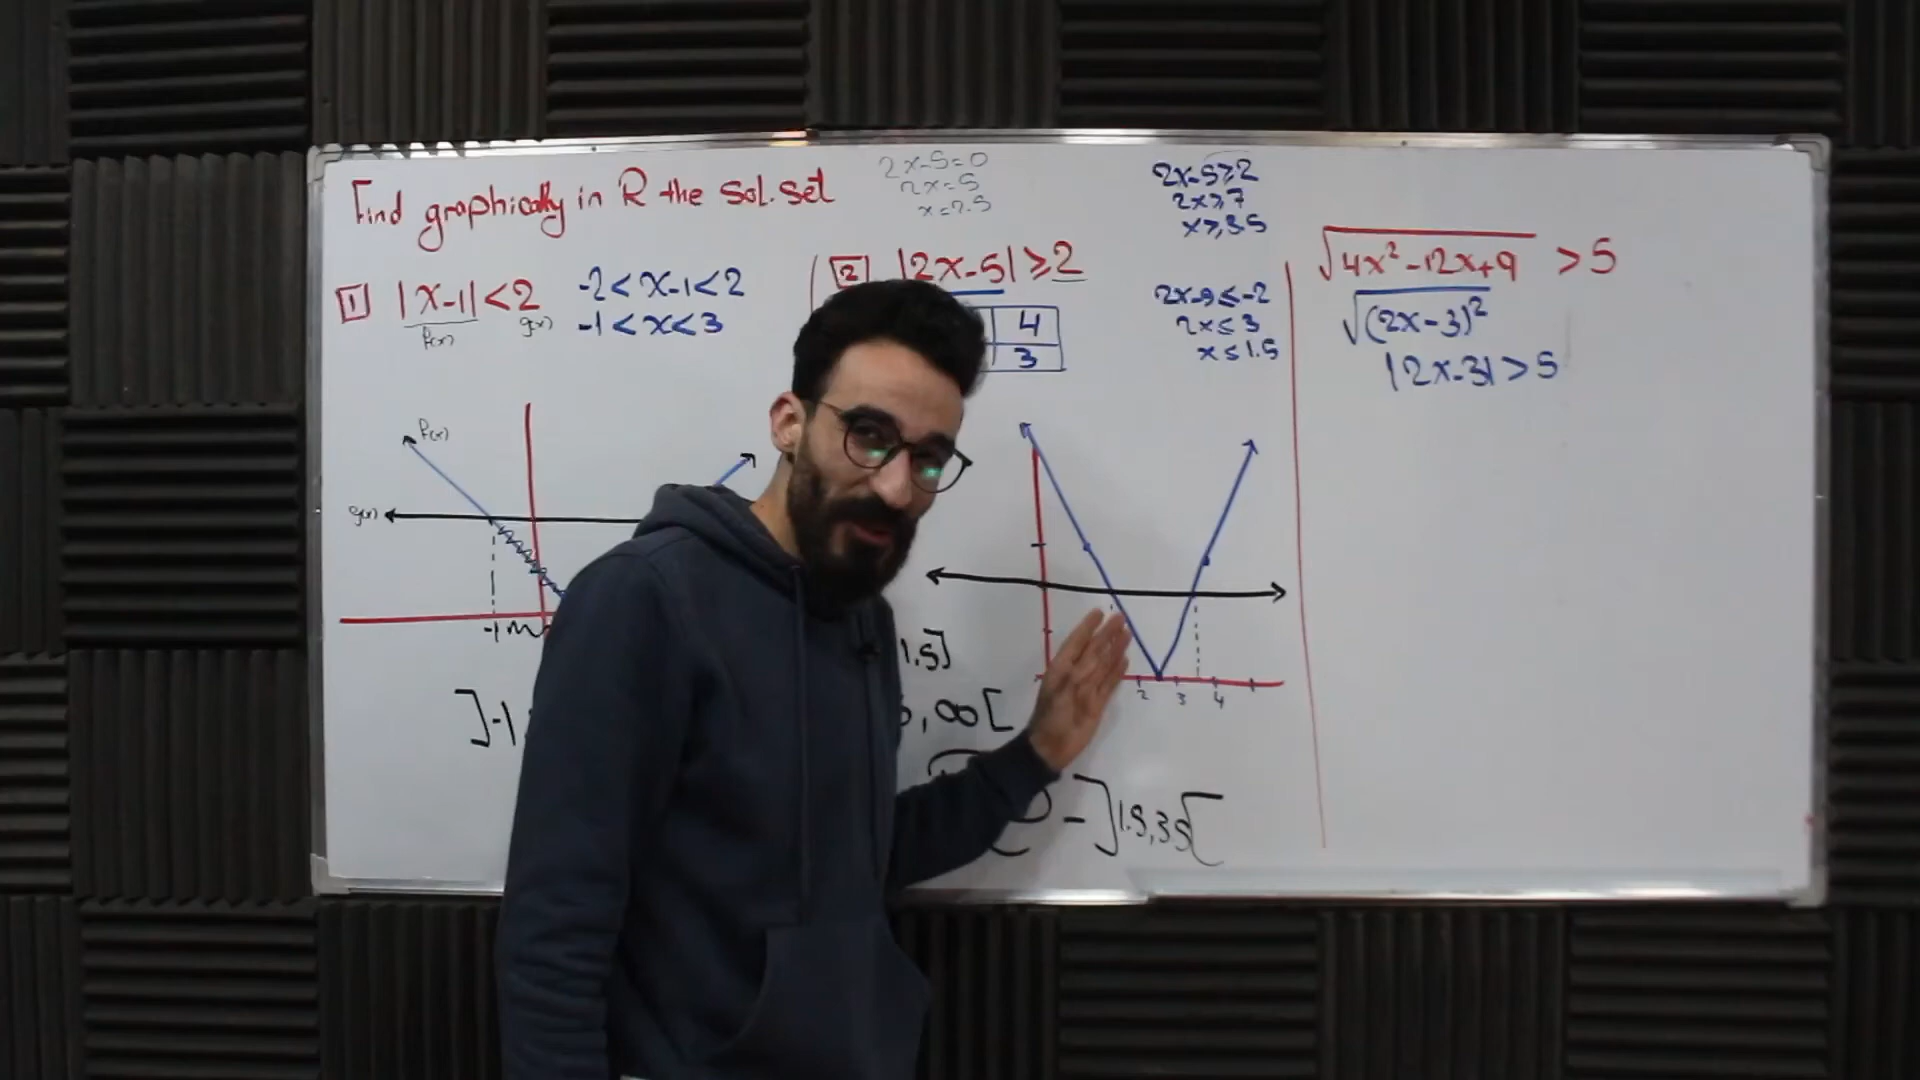 Find graphically in R the sol. set
2x-5=0
2x=5
x=2.5
1 |x-1|<2
f(x) g(x)
-2<x-1<2
-1<x<3
f(x)
g(x)
-1
]-1
2 |2x-5|≥2
4
3
2x-5≥2
2x≥7
x≥3.5
2x-5≤-2
2x≤3
x≤1.5
2 3 4
1.5]
,∞[
- ]1.5,3.5[
√4x²-12x+9 >5
√(2x-3)²
|2x-3|>5